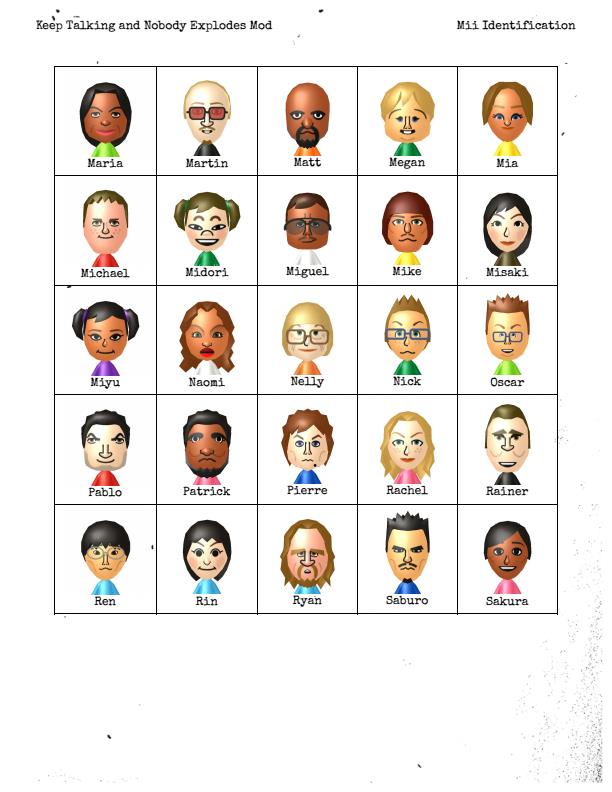 Keep Talking and Nobody Explodes Mod Mii Identification
Maria Martin Matt Megan Mia
Michael Midori Miguel Mike Misaki
Miyu Naomi Nelly Nick Oscar
Pablo Patrick Pierre Rachel Rainer
Ren Rin Ryan Saburo Sakura